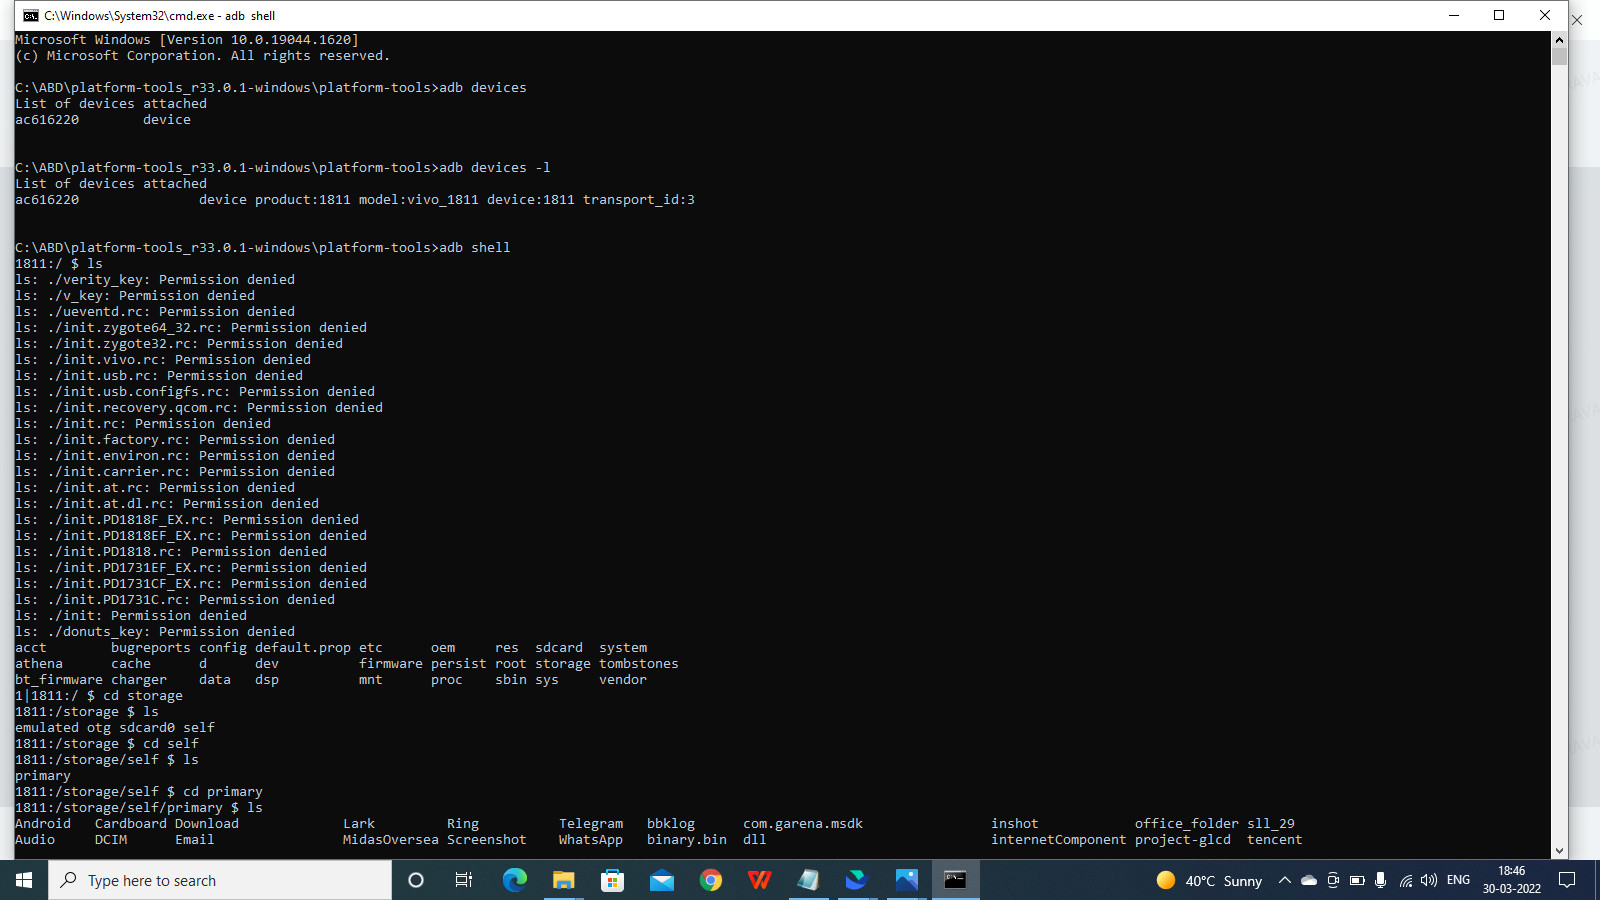 C:\Windows\System32\cmd.exe - adb  shell
Microsoft Windows [Version 10.0.19044.1620]
(c) Microsoft Corporation. All rights reserved.
C:\ABD\platform-tools_r33.0.1-windows\platform-tools>adb devices
List of devices attached
ac616220        device
C:\ABD\platform-tools_r33.0.1-windows\platform-tools>adb devices -l
List of devices attached
ac616220               device product:1811 model:vivo_1811 device:1811 transport_id:3
C:\ABD\platform-tools_r33.0.1-windows\platform-tools>adb shell
1811:/ $ ls
ls: ./verity_key: Permission denied
ls: ./v_key: Permission denied
ls: ./ueventd.rc: Permission denied
ls: ./init.zygote64_32.rc: Permission denied
ls: ./init.zygote32.rc: Permission denied
ls: ./init.vivo.rc: Permission denied
ls: ./init.usb.rc: Permission denied
ls: ./init.usb.configfs.rc: Permission denied
ls: ./init.recovery.qcom.rc: Permission denied
ls: ./init.rc: Permission denied
ls: ./init.factory.rc: Permission denied
ls: ./init.environ.rc: Permission denied
ls: ./init.carrier.rc: Permission denied
ls: ./init.at.rc: Permission denied
ls: ./init.at.dl.rc: Permission denied
ls: ./init.PD1818F_EX.rc: Permission denied
ls: ./init.PD1818EF_EX.rc: Permission denied
ls: ./init.PD1818.rc: Permission denied
ls: ./init.PD1731EF_EX.rc: Permission denied
ls: ./init.PD1731CF_EX.rc: Permission denied
ls: ./init.PD1731C.rc: Permission denied
ls: ./init: Permission denied
ls: ./donuts_key: Permission denied
acct        bugreports config default.prop etc      oem     res  sdcard  system
athena      cache      d      dev          firmware persist root storage tombstones
bt_firmware charger    data   dsp          mnt      proc    sbin sys     vendor
1|1811:/ $ cd storage
1811:/storage $ ls
emulated otg sdcard0 self
1811:/storage $ cd self
1811:/storage/self $ ls
primary
1811:/storage/self $ cd primary
1811:/storage/self/primary $ ls
Android   Cardboard Download             Lark        Ring          Telegram   bbklog      com.garena.msdk                inshot            office_folder sll_29
Audio     DCIM      Email                MidasOversea Screenshot    WhatsApp   binary.bin  dll                            internetComponent project-glcd  tencent
Type here to search
40°C Sunny
ENG
18:46
30-03-2022